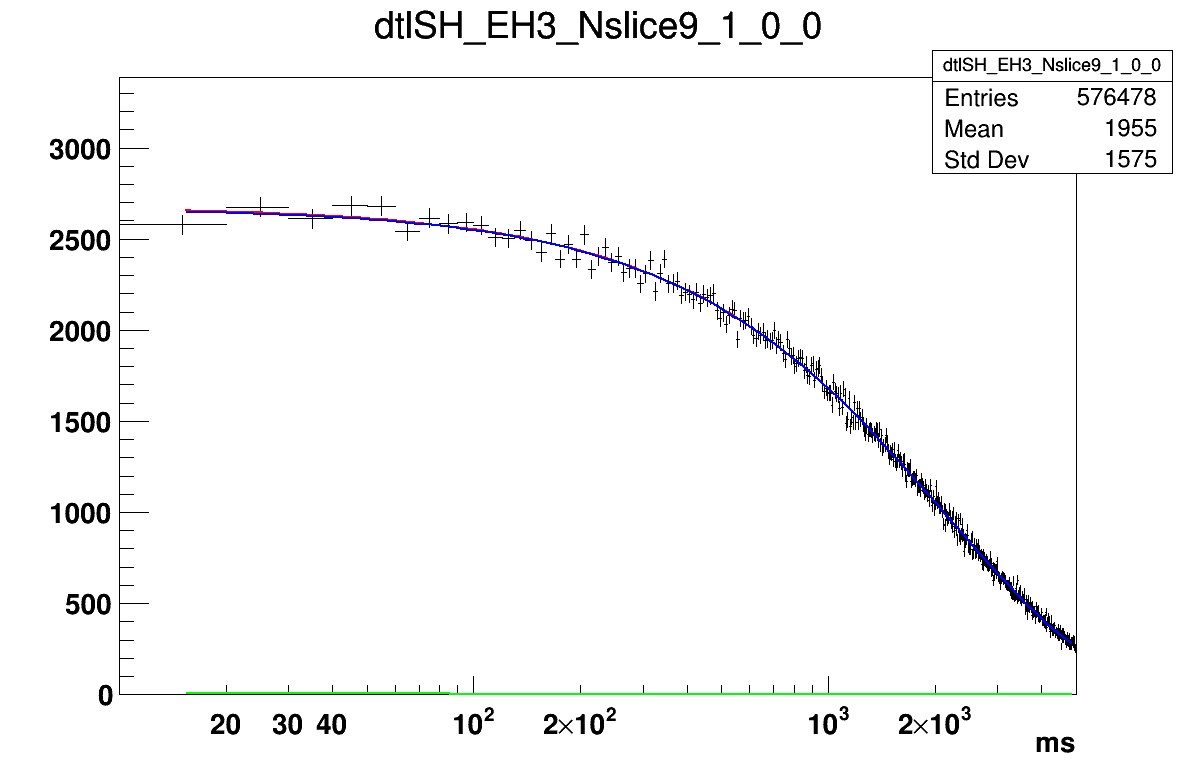 dtlSH_EH3_Nslice9_1_0_0
dtlSH_EH3_Nslice9_1_0_0
Entries 576478
Mean 1955
Std Dev 1575
3000
2500
2000
1500
1000
500
0
20 30 40 10² 2×10² 10³ 2×10³
ms